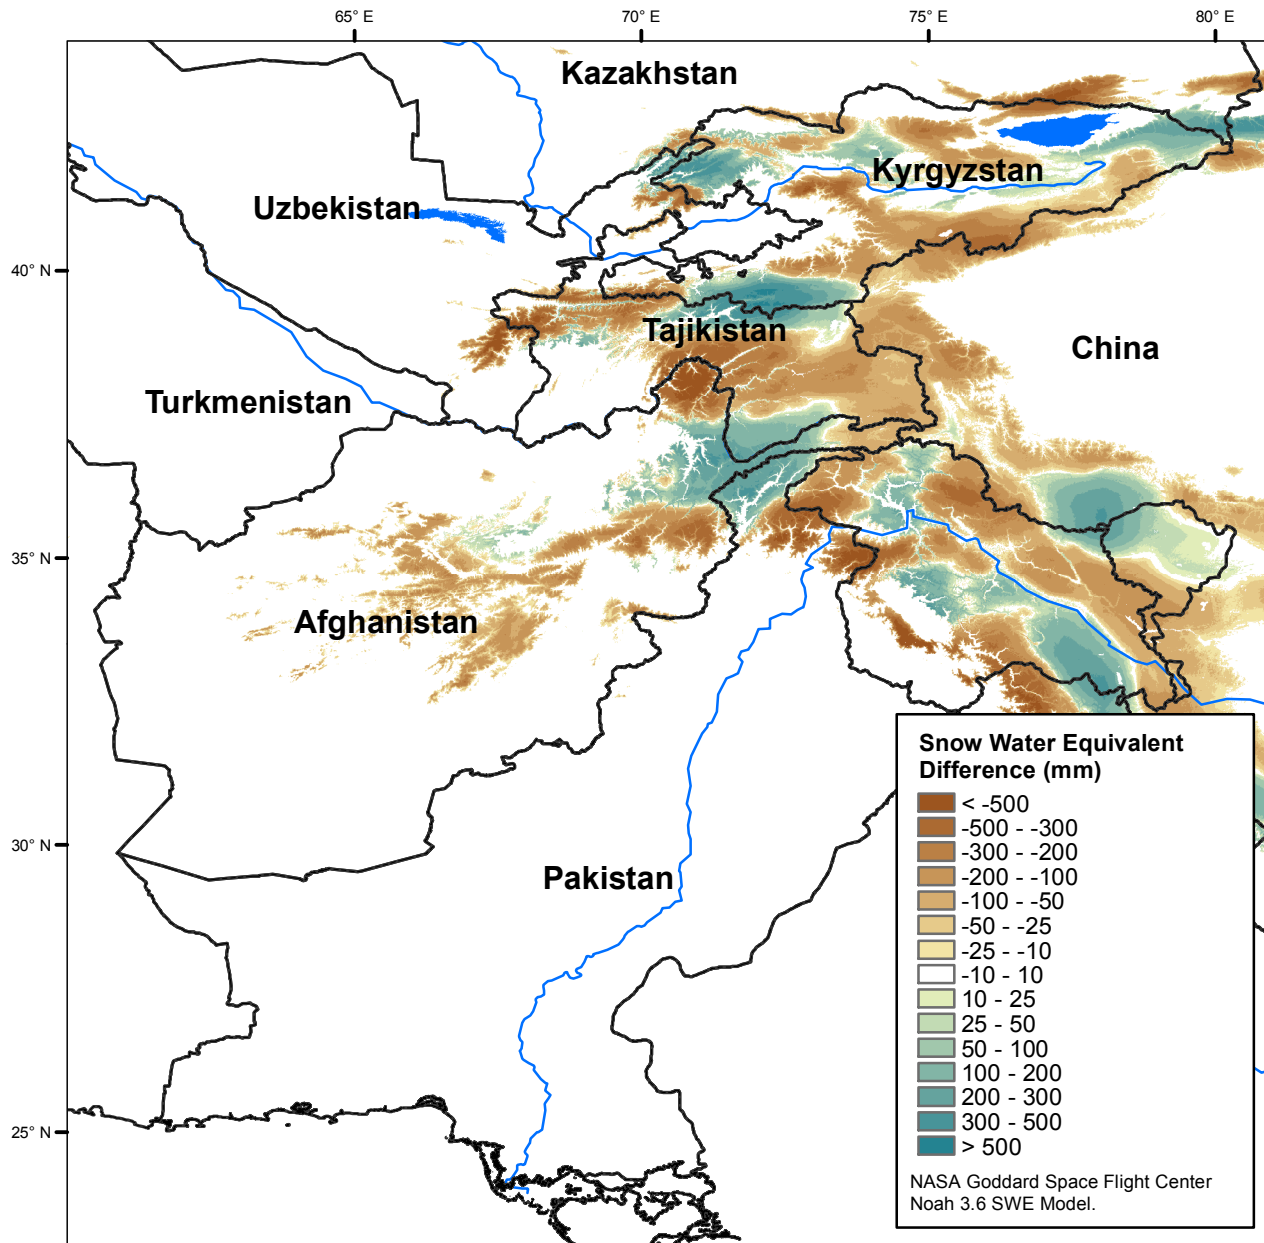 65° E
70° E
75° E
80° E
Kazakhstan
Kyrgyzstan
Uzbekistan
40° N
Tajikistan
China
Turkmenistan
35° N
Afghanistan
30° N
Pakistan
25° N
Snow Water Equivalent
Difference (mm)
< -500
-500 - -300
-300 - -200
-200 - -100
-100 - -50
-50 - -25
-25 - -10
-10 - 10
10 - 25
25 - 50
50 - 100
100 - 200
200 - 300
300 - 500
> 500
NASA Goddard Space Flight Center
Noah 3.6 SWE Model.